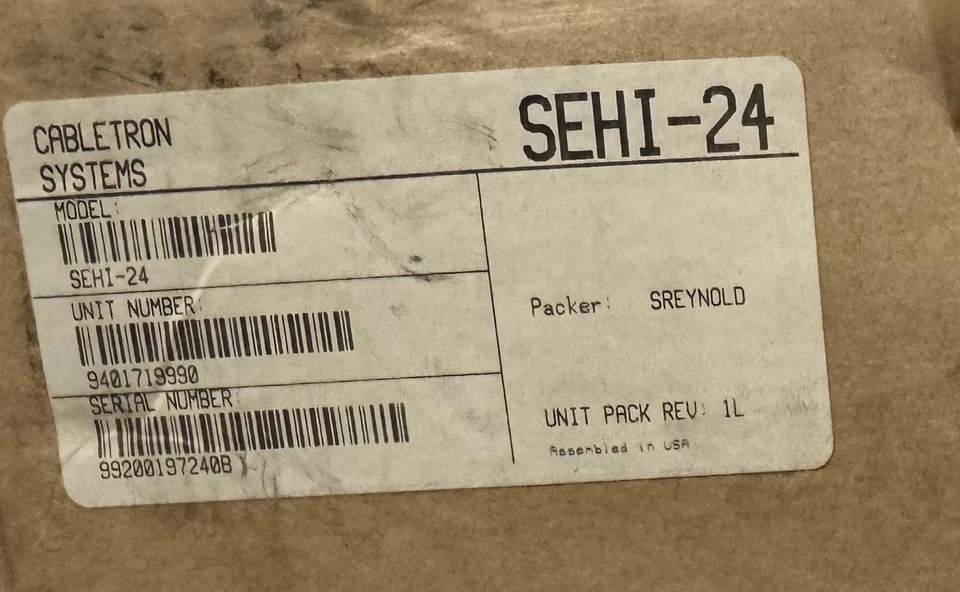 CABLETRON
SYSTEMS
SEHI-24
MODEL:
SEHI-24
UNIT NUMBER:
9401719990
SERIAL NUMBER:
99200197240B
Packer: SREYNOLD
UNIT PACK REV: 1L
Assembled in USA